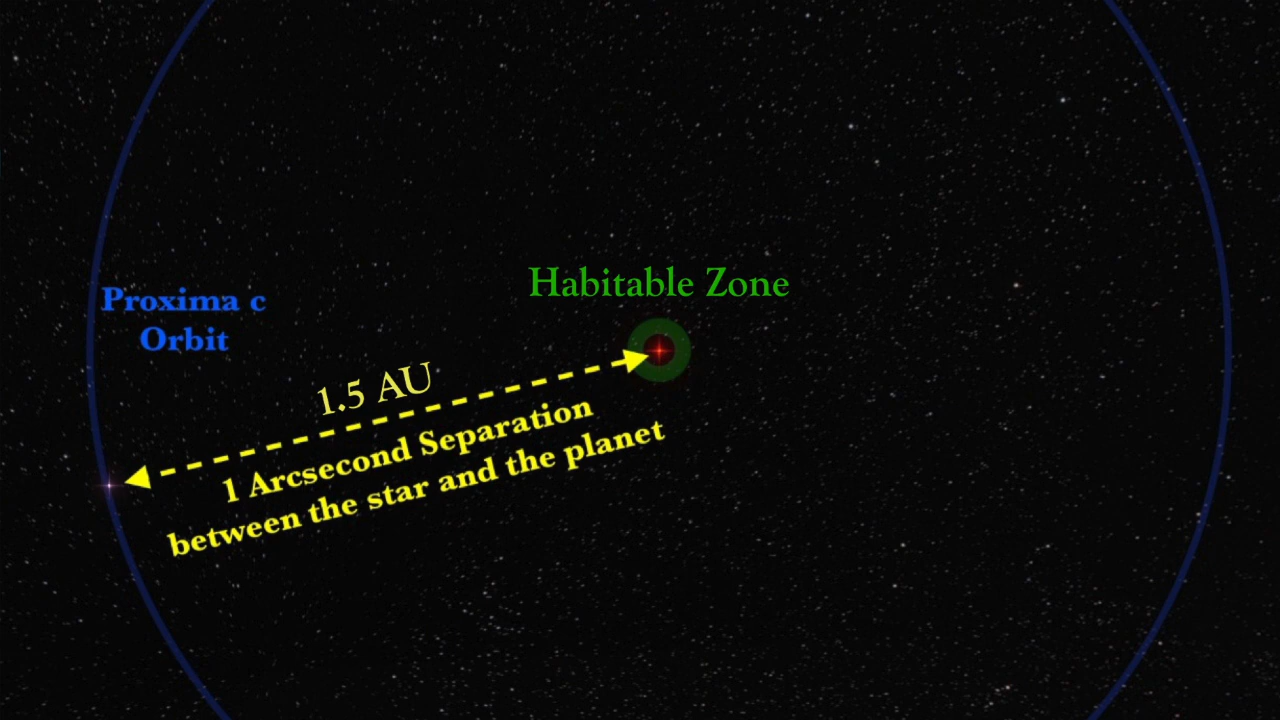 Habitable Zone
Proxima c
Orbit
1.5 AU
1 Arcsecond Separation
between the star and the planet